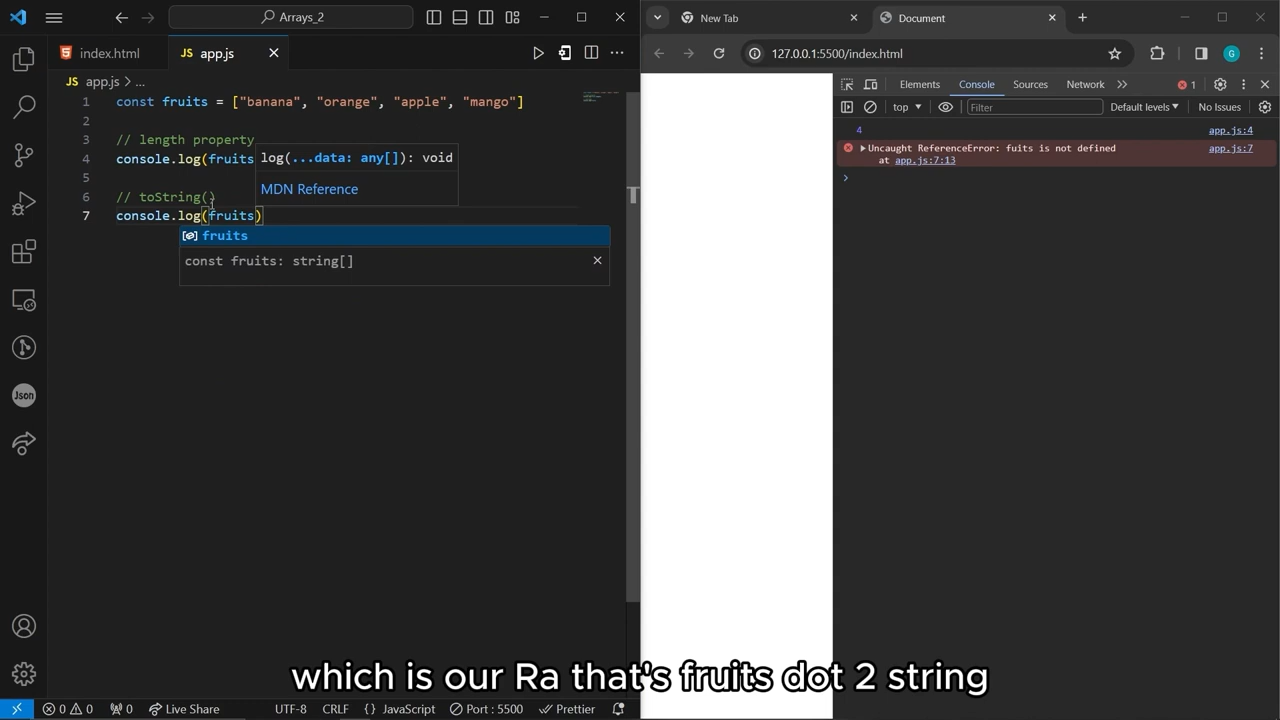 Arrays_2
New Tab
Document
index.html
JS app.js
127.0.0.1:5500/index.html
G
JS app.js > ...
Elements
Console
Sources
Network
1
top
Filter
Default levels
No Issues
1 const fruits = ["banana", "orange", "apple", "mango"]
2
3 // length property
4 console.log(fruits
5
6 // toString()
7 console.log(fruits)
log(...data: any[]): void
MDN Reference
fruits
const fruits: string[]
4 app.js:4
Uncaught ReferenceError: fuits is not defined app.js:7
at app.js:7:13
Json
which is our Ra that's fruits dot 2 string
0 0 0 Live Share UTF-8 CRLF {} JavaScript Port : 5500 Prettier